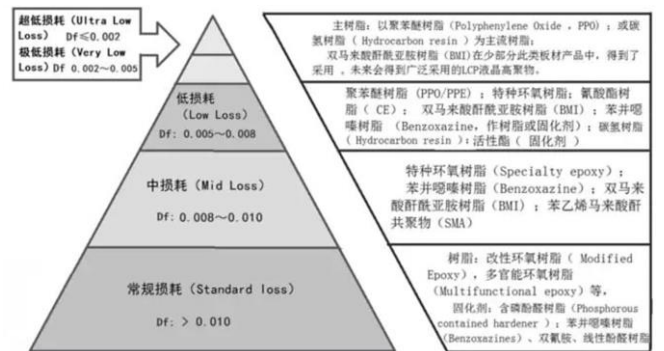 超低损耗（Ultra Low
Loss）Df≤0.002
极低损耗（Very Low
Loss）Df 0.002～0.005
主树脂：以聚苯醚树脂（Polyphenylene Oxide ，PPO）；或碳
氢树脂（ Hydrocarbon resin ）为主流树脂；
双马来酸酐酰亚胺树脂（BMI）在少部分此类板材产品中，得到了
采用 。未来会得到广泛采用的LCP液晶高聚物。
低损耗
（Low Loss）
Df: 0.005～0.008
聚苯醚树脂（PPO/PPE）；特种环氧树脂；氰酸酯树
脂（ CE）； 双马来酸酐酰亚胺树脂（BMI）；苯并噁
嗪树脂 （Benzoxazine，作树脂或固化剂）；碳氢树脂
（Hydrocarbon resin ）；活性酯（ 固化剂 ）
中损耗（Mid Loss）
Df: 0.008～0.010
特种环氧树脂（Specialty epoxy）；
苯并噁嗪树脂（Benzoxazine）； 双马
来酸酐酰亚胺树脂（BMI）；苯乙烯马来酸酐
共聚物（SMA）
常规损耗（Standard loss）
Df: > 0.010
树脂：改性环氧树脂（ Modified
Epoxy），多官能环氧树脂
（Multifunctional epoxy）等，
固化剂：含磷酚醛树脂（Phosphorous
contained hardener ）；苯并噁嗪树脂
（Benzoxazines）、双氰胺、线性酚醛树脂